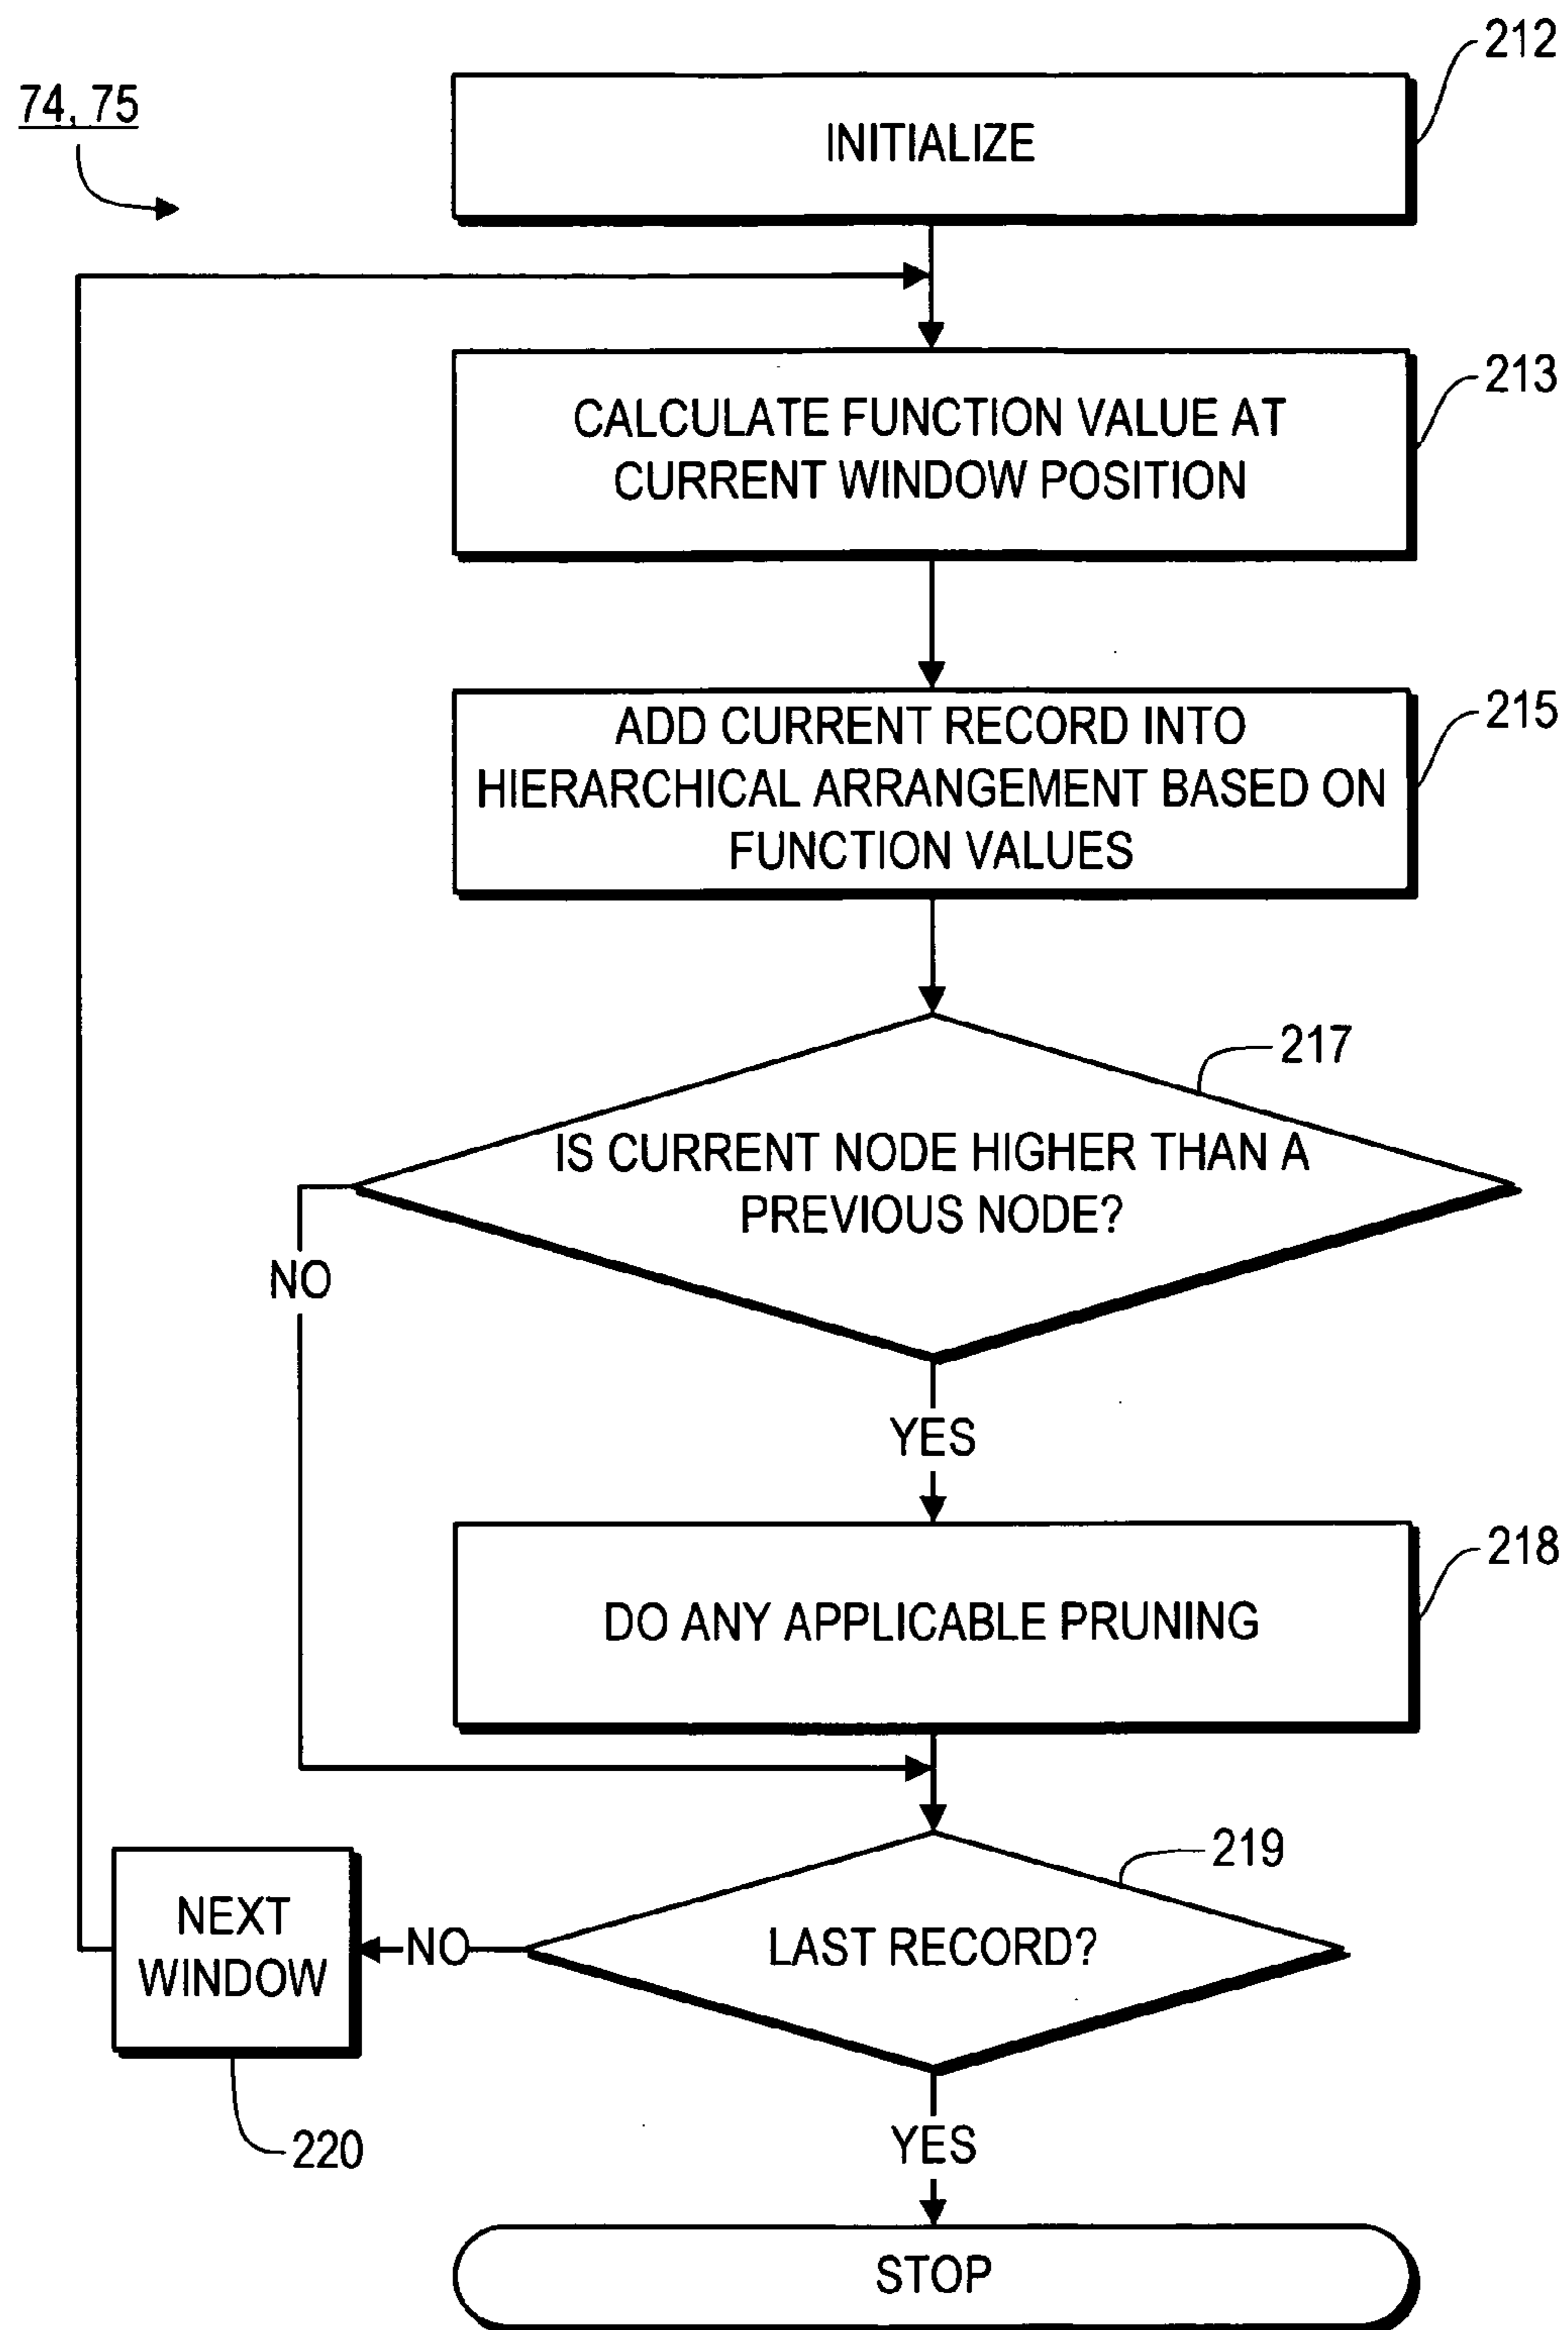 212
74, 75
INITIALIZE
213
CALCULATE FUNCTION VALUE AT
CURRENT WINDOW POSITION
215
ADD CURRENT RECORD INTO
HIERARCHICAL ARRANGEMENT BASED ON
FUNCTION VALUES
217
IS CURRENT NODE HIGHER THAN A
PREVIOUS NODE?
NO
YES
218
DO ANY APPLICABLE PRUNING
219
LAST RECORD?
NO
NEXT
WINDOW
220
YES
STOP